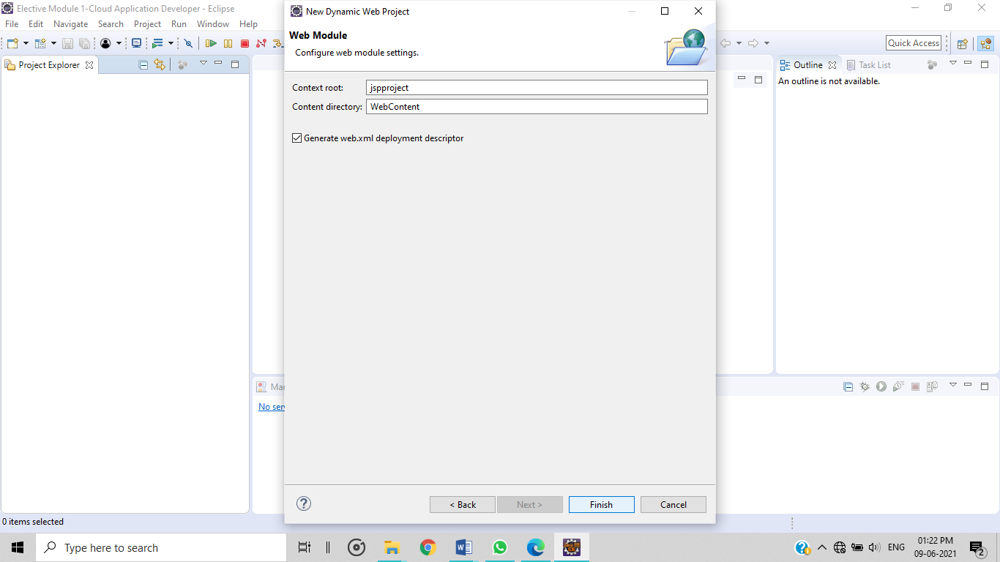 Elective Module 1-Cloud Application Developer - Eclipse
File Edit Navigate Search Project Run Window Help
Quick Access
Project Explorer
Outline
Task List
An outline is not available.
New Dynamic Web Project
Web Module
Configure web module settings.
Context root: jspproject
Content directory: WebContent
Generate web.xml deployment descriptor
Mar
No ser
? < Back Next > Finish Cancel
0 items selected
Type here to search
ENG
01:22 PM
09-06-2021
2